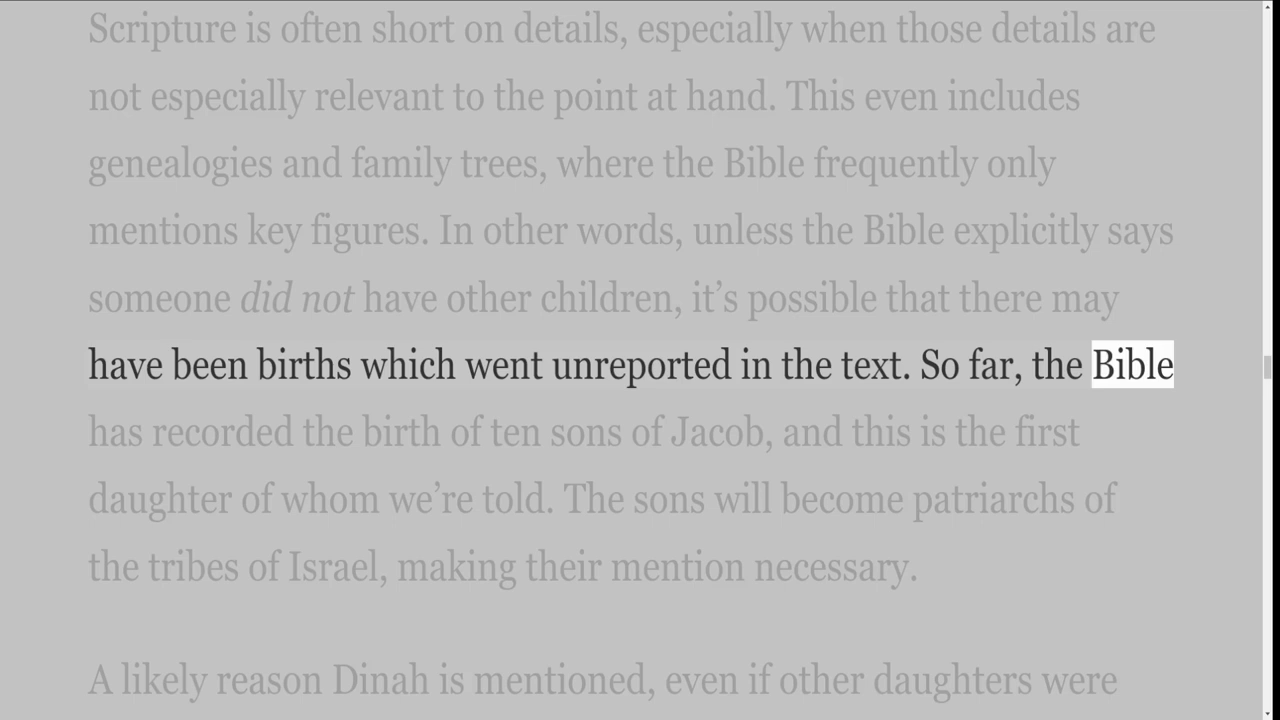 Scripture is often short on details, especially when those details are
not especially relevant to the point at hand. This even includes
genealogies and family trees, where the Bible frequently only
mentions key figures. In other words, unless the Bible explicitly says
someone did not have other children, it’s possible that there may
have been births which went unreported in the text. So far, the Bible
has recorded the birth of ten sons of Jacob, and this is the first
daughter of whom we’re told. The sons will become patriarchs of
the tribes of Israel, making their mention necessary.
A likely reason Dinah is mentioned, even if other daughters were